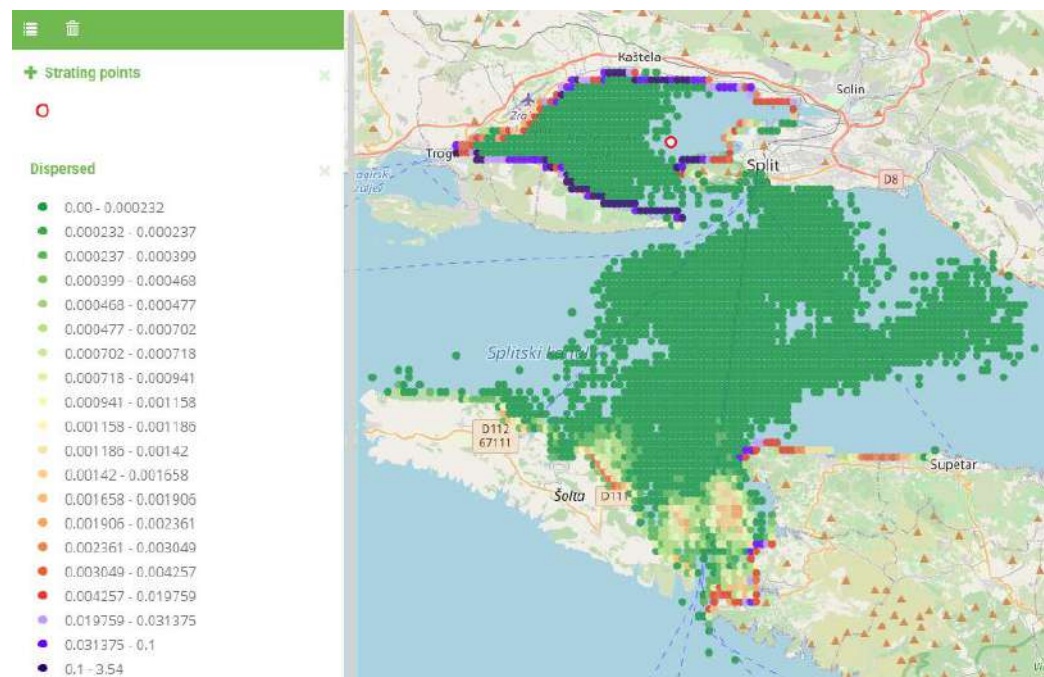 Strating points
Dispersed
0.00 - 0.000232
0.000232 - 0.000237
0.000237 - 0.000399
0.000399 - 0.000468
0.000468 - 0.000477
0.000477 - 0.000702
0.000702 - 0.000718
0.000718 - 0.000941
0.000941 - 0.001158
0.001158 - 0.001186
0.001186 - 0.00142
0.00142 - 0.001658
0.001658 - 0.001906
0.001906 - 0.002361
0.002361 - 0.003049
0.003049 - 0.004257
0.004257 - 0.019759
0.019759 - 0.031375
0.031375 - 0.1
0.1 - 3.54
Kaštela
Solin
Split
D8
Splitski
D112
67111
Šolta
D111
Supetar